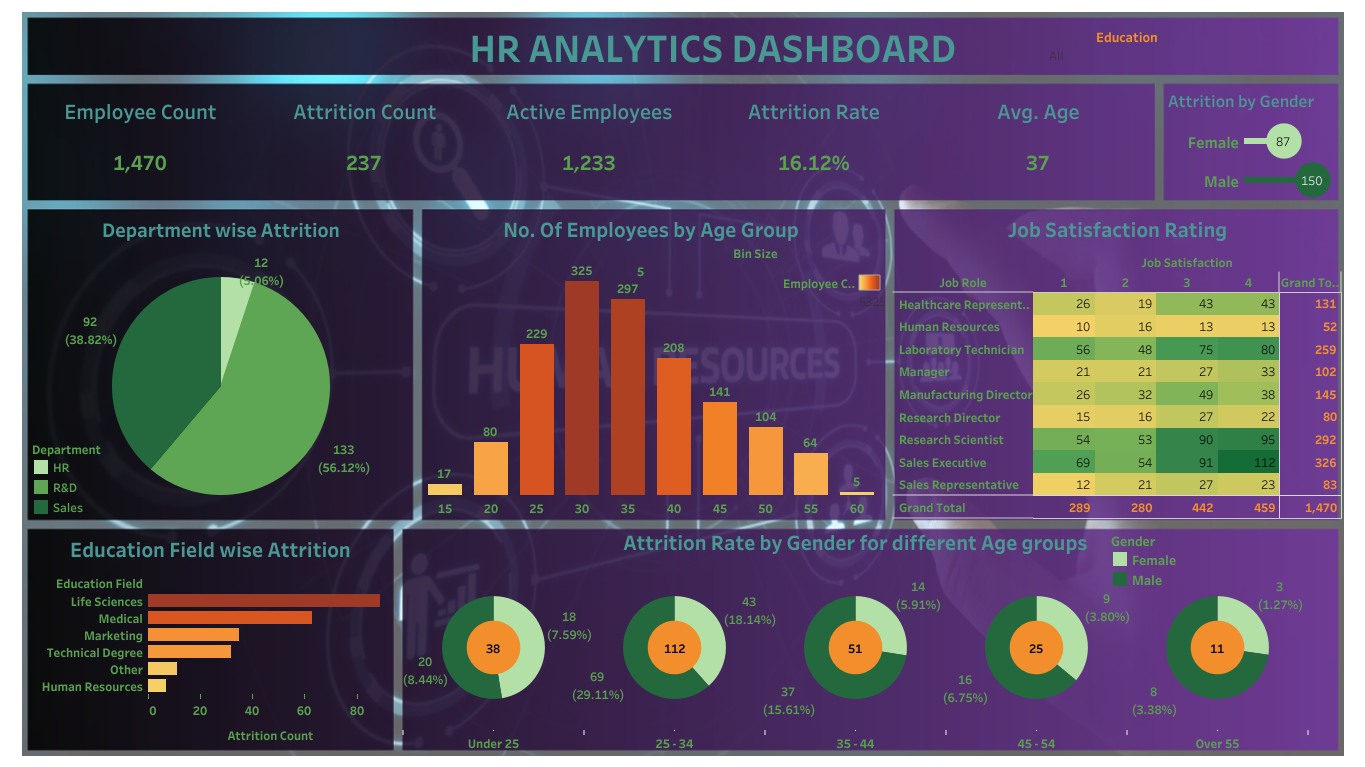 HR ANALYTICS DASHBOARD
Education
All
Employee Count
Attrition Count
Active Employees
Attrition Rate
Avg. Age
1,470
237
1,233
16.12%
37
Attrition by Gender
Female 87
Male 150
Department wise Attrition
12
(5.06%)
92
(38.82%)
133
(56.12%)
Department
HR
R&D
Sales
No. Of Employees by Age Group
Bin Size
5
Employee C..
17
80
229
325
297
208
141
104
64
5
15 20 25 30 35 40 45 50 55 60
HUMAN RESOURCES
Job Satisfaction Rating
Job Satisfaction
Job Role 1 2 3 4 Grand To..
Healthcare Represent.. 26 19 43 43 131
Human Resources 10 16 13 13 52
Laboratory Technician 56 48 75 80 259
Manager 21 21 27 33 102
Manufacturing Director 26 32 49 38 145
Research Director 15 16 27 22 80
Research Scientist 54 53 90 95 292
Sales Executive 69 54 91 112 326
Sales Representative 12 21 27 23 83
Grand Total 289 280 442 459 1,470
Education Field wise Attrition
Education Field
Life Sciences
Medical
Marketing
Technical Degree
Other
Human Resources
0 20 40 60 80
Attrition Count
Attrition Rate by Gender for different Age groups
Gender
Female
Male
18
(7.59%)
38
20
(8.44%)
43
(18.14%)
112
69
(29.11%)
14
(5.91%)
51
37
(15.61%)
9
(3.80%)
25
16
(6.75%)
3
(1.27%)
11
8
(3.38%)
Under 25
25 - 34
35 - 44
45 - 54
Over 55